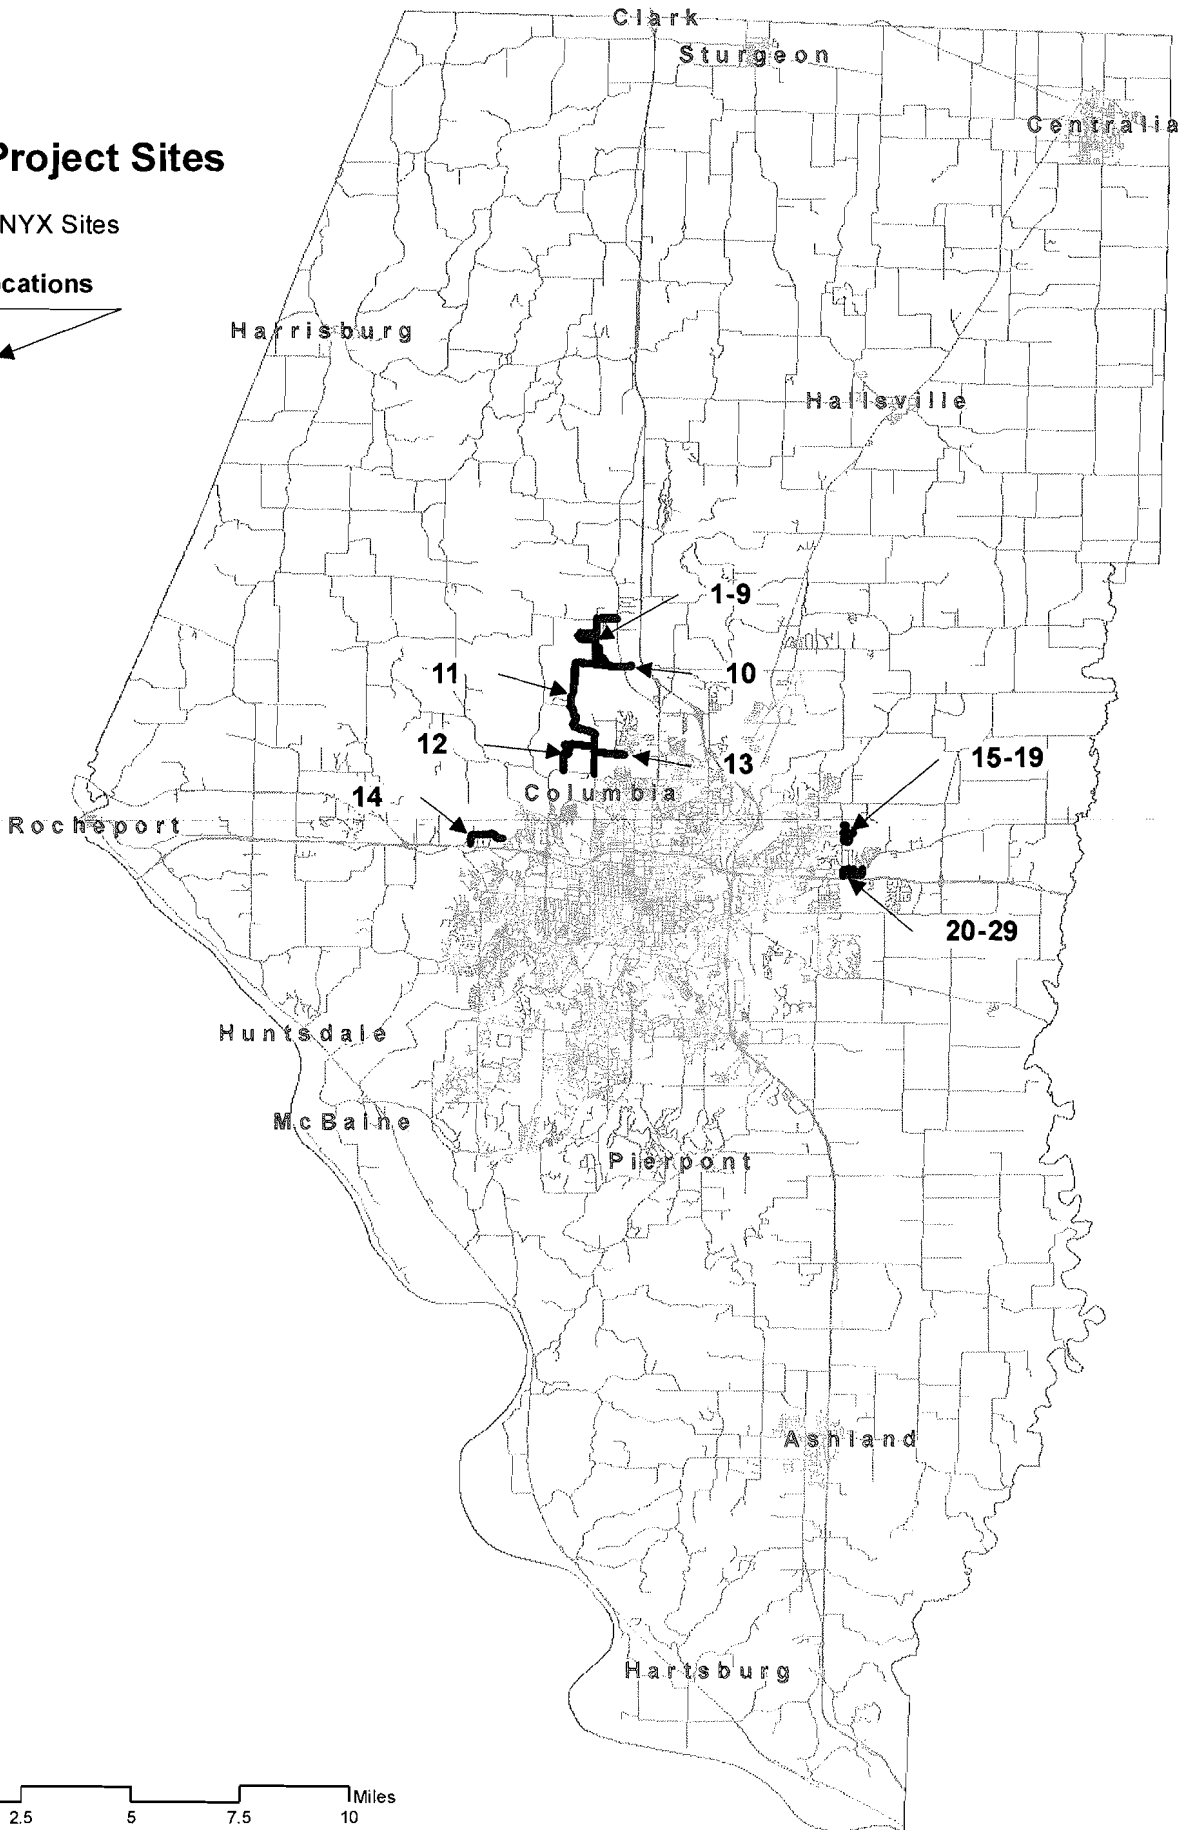 Clark
Sturgeon
Centralia
Project Sites
NYX Sites
cations
Harrisburg
Hallsville
1-9
11
10
12
13
15-19
Columbia
14
Rocheport
20-29
Huntsdale
McBaine
Pierpont
Ashland
Hartsburg
Miles
2.5 5 7.5 10